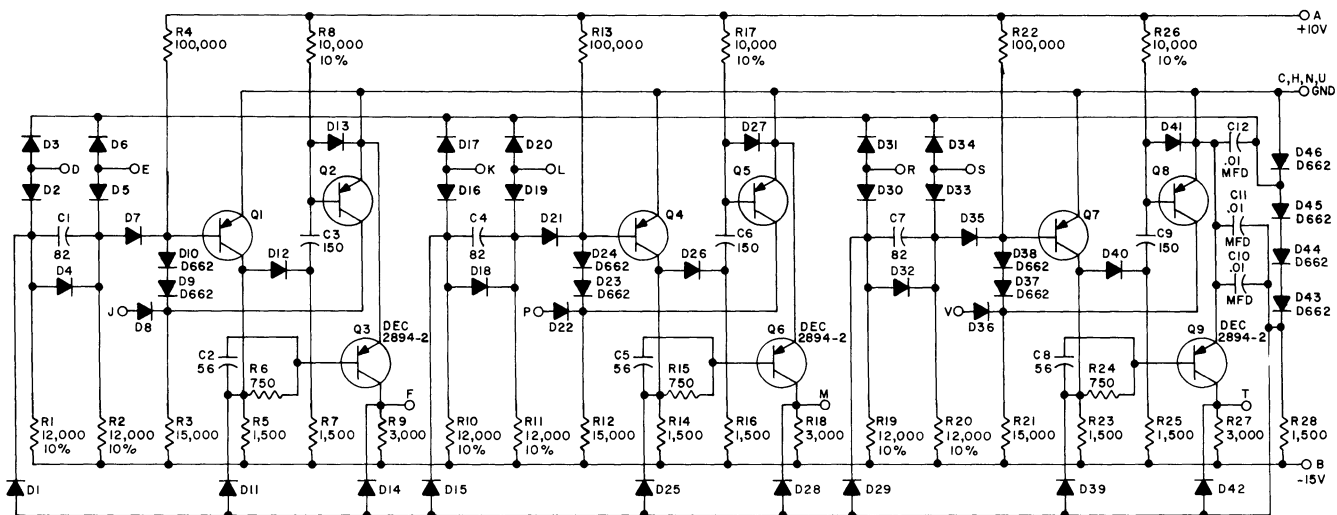 R4
100,000
R8
10,000
10%
R13
100,000
R17
10,000
10%
R22
100,000
R26
10,000
10%
A
+10V
C,H,N,U
GND
D3
D6
D13
D17
D20
D27
D31
D34
D41
C12
.01
MFD
D46
D662
D
E
K
L
R
S
D2
D5
Q2
D16
D19
Q5
D30
D33
Q8
C11
.01
MFD
D45
D662
C1
82
D7
Q1
C3
150
C4
82
D21
Q4
C6
150
C7
82
D35
Q7
C9
150
C10
.01
MFD
D44
D662
D4
D10
D662
D9
D662
D12
D18
D24
D662
D23
D662
D26
D32
D38
D662
D37
D662
D40
D43
D662
J
D8
P
D22
V
D36
Q3
DEC
2894-2
Q6
DEC
2894-2
Q9
DEC
2894-2
C2
56
R6
750
C5
56
R15
750
C8
56
R24
750
F
M
T
R1
12,000
10%
R2
12,000
10%
R3
15,000
R5
1,500
R7
1,500
R9
3,000
R10
12,000
10%
R11
12,000
10%
R12
15,000
R14
1,500
R16
1,500
R18
3,000
R19
12,000
10%
R20
12,000
10%
R21
15,000
R23
1,500
R25
1,500
R27
3,000
R28
1,500
B
-15V
D1
D11
D14
D15
D25
D28
D29
D39
D42